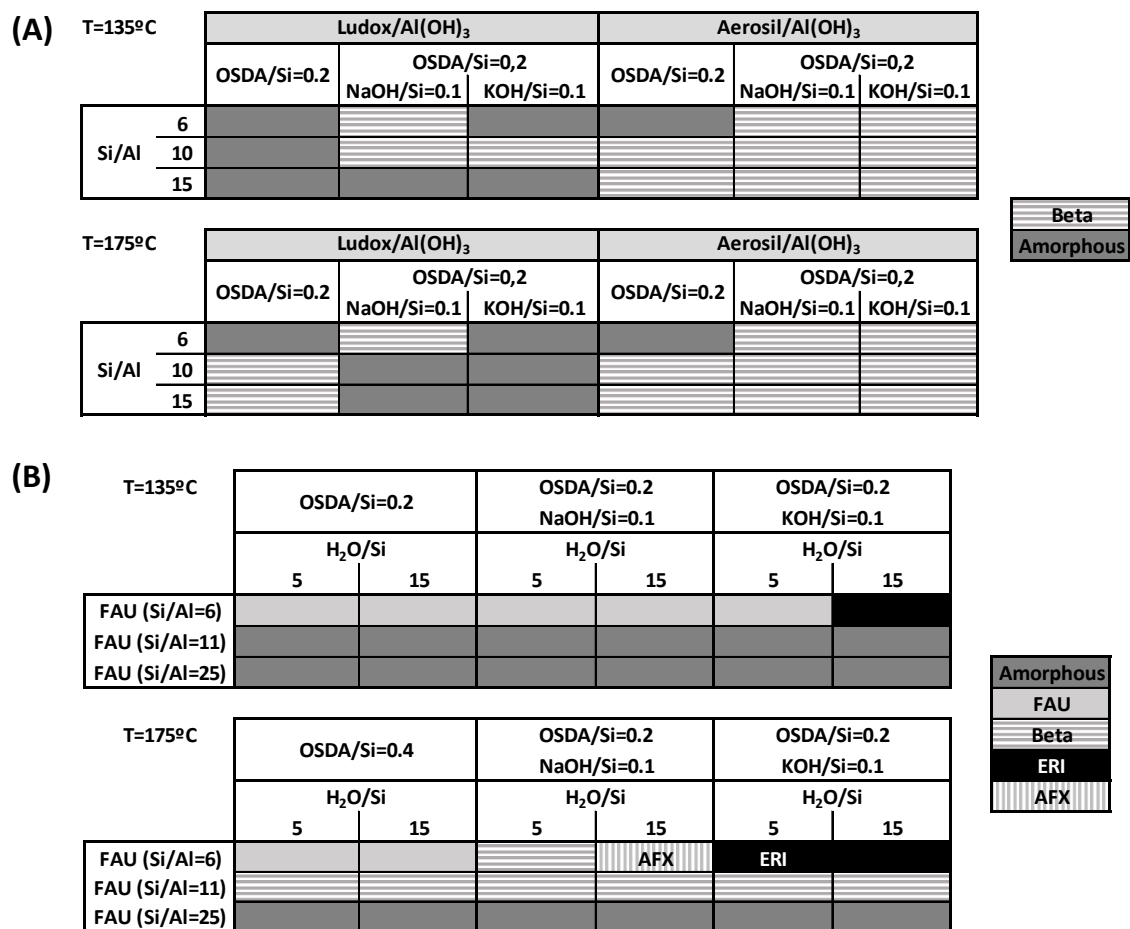 (A) T=135ºC Ludox/Al(OH)3 Aerosil/Al(OH)3
OSDA/Si=0.2 OSDA/Si=0,2 OSDA/Si=0.2 OSDA/Si=0,2
NaOH/Si=0.1 KOH/Si=0.1 NaOH/Si=0.1 KOH/Si=0.1
6
Si/Al 10
15
Beta
Amorphous
T=175ºC Ludox/Al(OH)3 Aerosil/Al(OH)3
OSDA/Si=0.2 OSDA/Si=0,2 OSDA/Si=0.2 OSDA/Si=0,2
NaOH/Si=0.1 KOH/Si=0.1 NaOH/Si=0.1 KOH/Si=0.1
6
Si/Al 10
15
(B) T=135ºC OSDA/Si=0.2 OSDA/Si=0.2 OSDA/Si=0.2
NaOH/Si=0.1 KOH/Si=0.1
H2O/Si H2O/Si H2O/Si
5 15 5 15 5 15
FAU (Si/Al=6)
FAU (Si/Al=11)
FAU (Si/Al=25)
Amorphous
FAU
Beta
ERI
AFX
T=175ºC OSDA/Si=0.4 OSDA/Si=0.2 OSDA/Si=0.2
NaOH/Si=0.1 KOH/Si=0.1
H2O/Si H2O/Si H2O/Si
5 15 5 15 5 15
FAU (Si/Al=6) AFX ERI
FAU (Si/Al=11)
FAU (Si/Al=25)